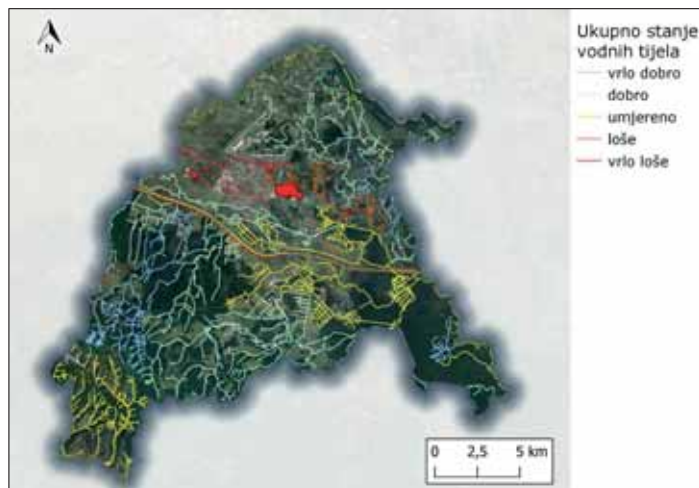 N
Ukupno stanje
vodnih tijela
vrlo dobro
dobro
umjereno
loše
vrlo loše
0 2,5 5 km